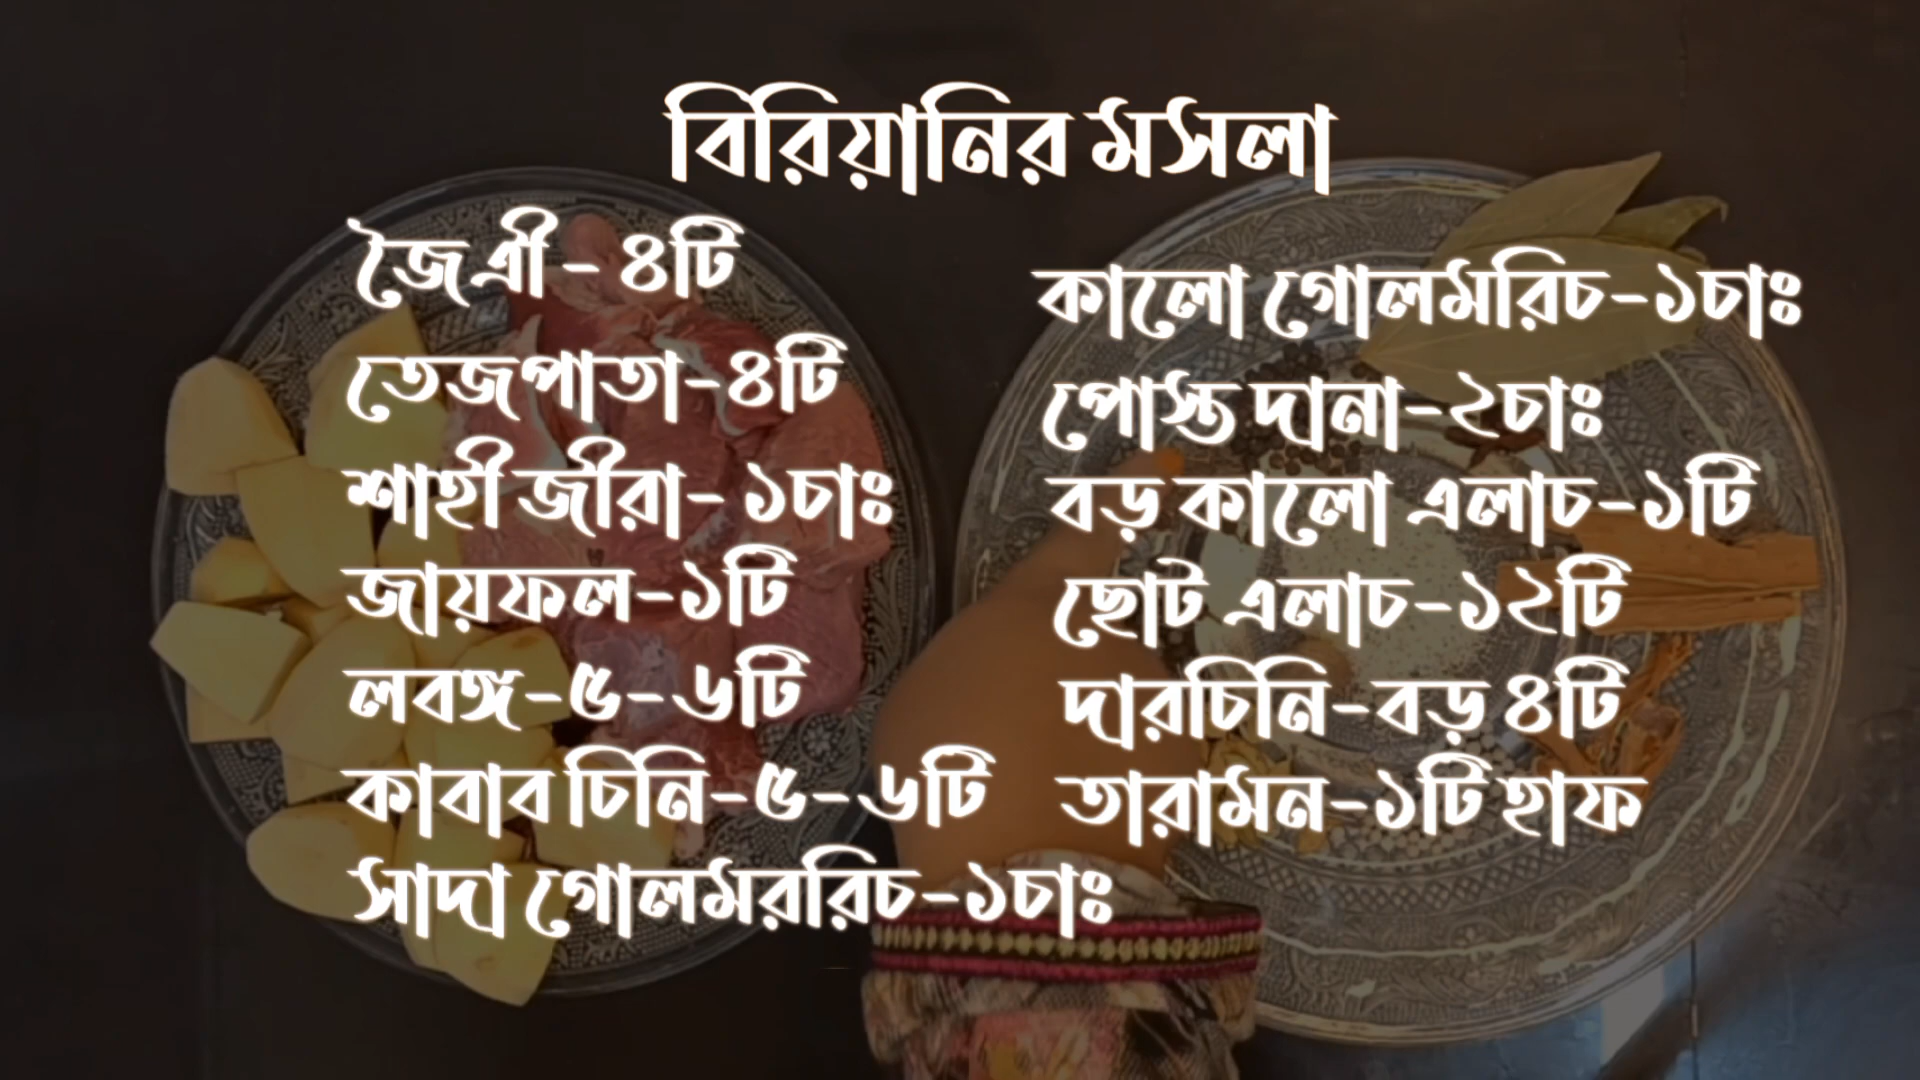 বিরিয়ানির মসলা
জৈএী - ৪টি
তেজপাতা-৪টি
শাহী জীরা- ১চাঃ
জায়ফল-১টি
লবঙ্গ-৫-৬টি
কাবাব চিনি-৫-৬টি
সাদা গোলমররিচ-১চাঃ
কালো গোলমরিচ-১চাঃ
পোস্ত দানা-২চাঃ
বড় কালো এলাচ-১টি
ছোট এলাচ-১২টি
দারচিনি-বড় ৪টি
তারামন-১টি হাফ